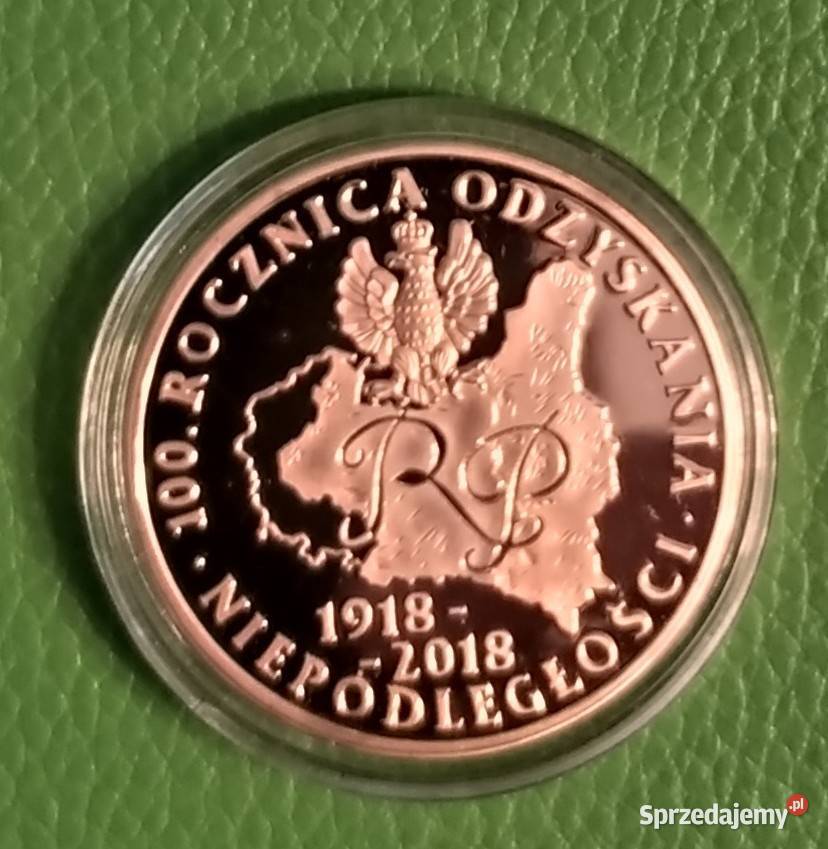 100. ROCZNICA ODZYSKANIA
· NIEPODLEGŁOŚCI ·
RP
1918 -
- 2018
Sprzedajemy.pl